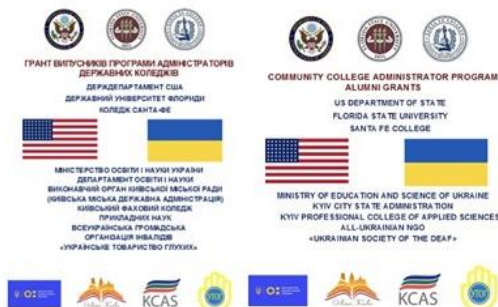 ГРАНТ ВИПУСКНИКІВ ПРОГРАМИ АДМІНІСТРАТОРІВ
ДЕРЖАВНИХ КОЛЕДЖІВ
ДЕРЖДЕПАРТАМЕНТ США
ДЕРЖАВНИЙ УНІВЕРСИТЕТ ФЛОРИДИ
КОЛЕДЖ САНТА-ФЕ
МІНІСТЕРСТВО ОСВІТИ І НАУКИ УКРАЇНИ
ДЕПАРТАМЕНТ ОСВІТИ І НАУКИ
ВИКОНАВЧИЙ ОРГАН КИЇВСЬКОЇ МІСЬКОЇ РАДИ
(КИЇВСЬКА МІСЬКА ДЕРЖАВНА АДМІНІСТРАЦІЯ)
КИЇВСЬКИЙ ФАХОВИЙ КОЛЕДЖ
ПРИКЛАДНИХ НАУК
ВСЕУКРАЇНСЬКА ГРОМАДСЬКА
ОРГАНІЗАЦІЯ ІНВАЛІДІВ
«УКРАЇНСЬКЕ ТОВАРИСТВО ГЛУХИХ»
KCAS
УТОГ
COMMUNITY COLLEGE ADMINISTRATOR PROGRAM
ALUMNI GRANTS
US DEPARTMENT OF STATE
FLORIDA STATE UNIVERSITY
SANTA FE COLLEGE
MINISTRY OF EDUCATION AND SCIENCE OF UKRAINE
KYIV CITY STATE ADMINISTRATION
KYIV PROFESSIONAL COLLEGE OF APPLIED SCIENCES
ALL-UKRAINIAN NGO
«UKRAINIAN SOCIETY OF THE DEAF»
KCAS
УТОГ